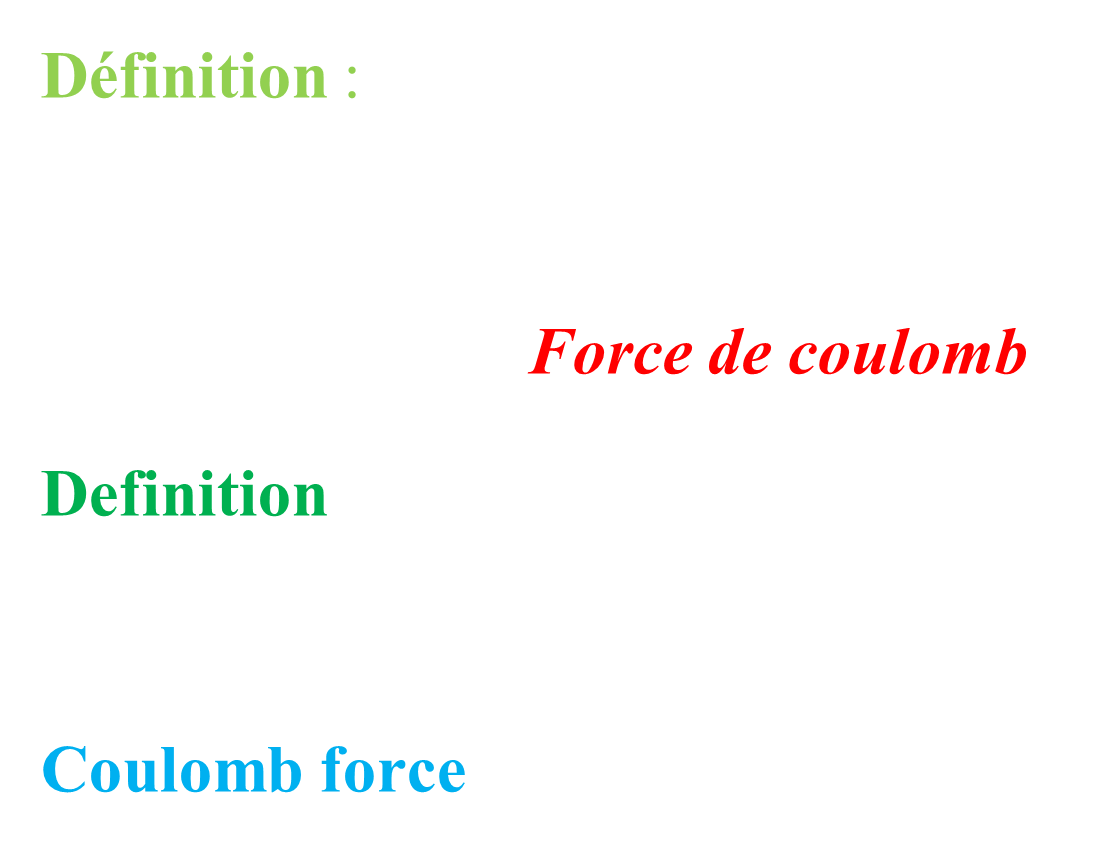 Définition :
Force de coulomb
Definition
Coulomb force